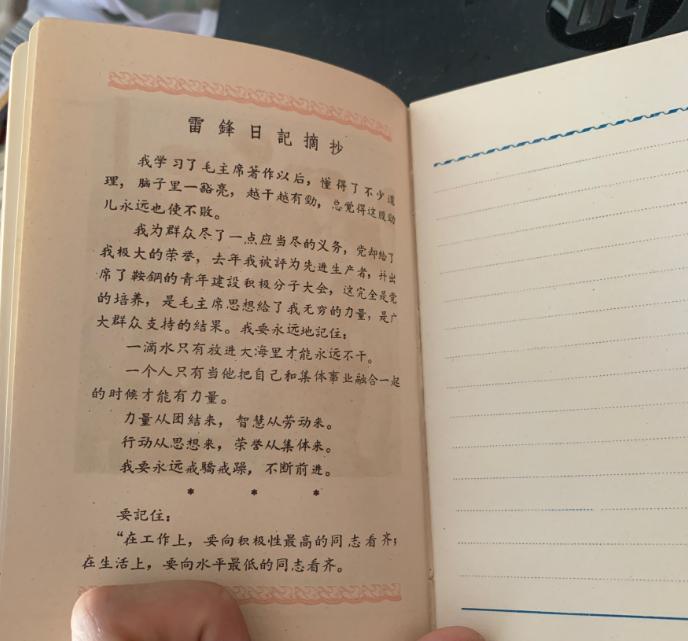 雷鋒日記摘抄
我学习了毛主席著作以后，懂得了不少道
理，脑子里一豁亮，越干越有劲，总觉得这股劲
儿永远也使不败。
我为群众尽了一点应当尽的义务，党却给了
我极大的荣誉，去年我被評为先进生产者，并出
席了鞍鋼的青年建設积极分子大会，这完全是党
的培养，是毛主席思想給了我无穷的力量，是广
大群众支持的結果。我要永远地記住：
一滴水只有放进大海里才能永远不干。
一个人只有当他把自己和集体事业融合一起
的时候才能有力量。
力量从团結来，智慧从劳动来。
行动从思想来，荣誉从集体来。
我要永远戒驕戒躁，不断前进。
* * *
要記住：
“在工作上，要向积极性最高的同志看齐；
在生活上，要向水平最低的同志看齐。
hp